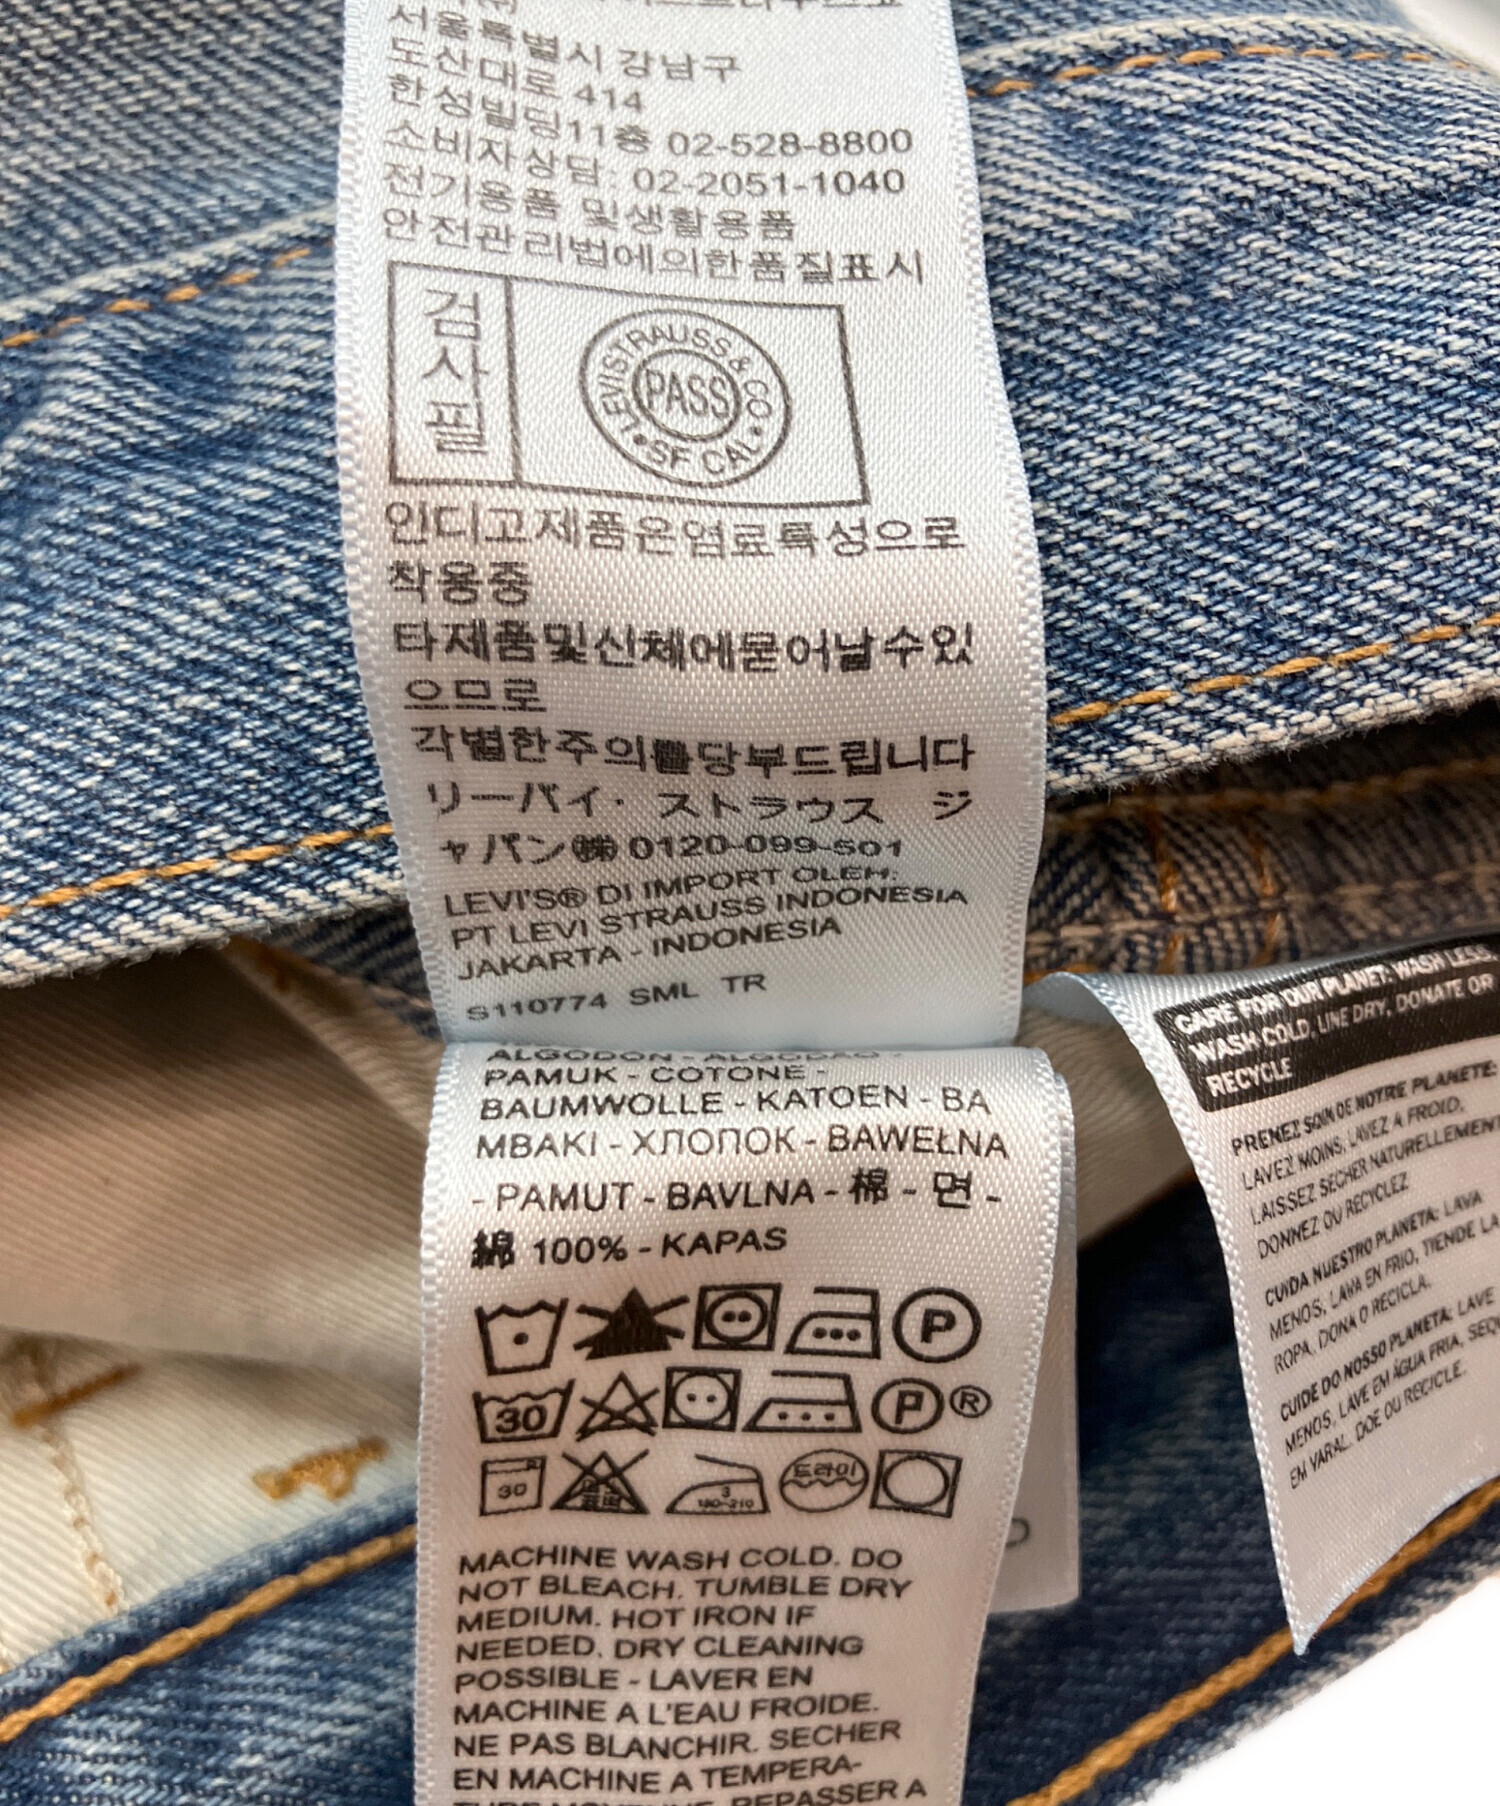 서울특별시 강남구
도산대로 414
한성빌딩11층 02-528-8800
소비자상담: 02-2051-1040
전기용품 및생활용품
안전관리법에의한품질표시
검사필
LEVI STRAUSS & CO
PASS
SF CAL
인디고제품은염료특성으로
착용중
타제품및신체에묻어날수있
으므로
각별한주의를당부드립니다
リーバイ・ストラウス ジ
ャパン㈱ 0120-099-501
LEVI'S® DI IMPORT OLEH:
PT LEVI STRAUSS INDONESIA
JAKARTA - INDONESIA
S110774 SML TR
ALGODON - ALGODAO -
PAMUK - COTONE -
BAUMWOLLE - KATOEN - BA
MBAKI - ХЛОПОК - BAWEŁNA
- PAMUT - BAVLNA - 棉 - 면 -
綿 100% - KAPAS
P
30
P ®
30
3
180~210
드라이
MACHINE WASH COLD. DO
NOT BLEACH. TUMBLE DRY
MEDIUM. HOT IRON IF
NEEDED. DRY CLEANING
POSSIBLE - LAVER EN
MACHINE A L'EAU FROIDE.
NE PAS BLANCHIR. SECHER
EN MACHINE A TEMPERA-
REPASSER A
CARE FOR OUR PLANET: WASH LESS,
WASH COLD, LINE DRY, DONATE OR
RECYCLE
PRENEZ SOIN DE NOTRE PLANETE:
LAVEZ MOINS, LAVEZ A FROID,
LAISSEZ SECHER NATURELLEMENT
DONNEZ OU RECYCLEZ
CUIDA NUESTRO PLANETA: LAVA
MENOS, LAVA EN FRIO, TIENDE LA
ROPA, DONA O RECICLA.
CUIDE DO NOSSO PLANETA: LAVE
MENOS, LAVE EM ÁGUA FRIA,
EM VARAL. DOE OU RECICLE.